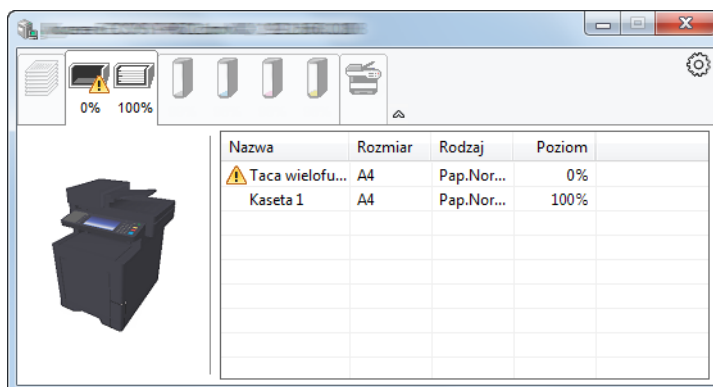 0% 100%
Nazwa Rozmiar Rodzaj Poziom
Taca wielofu... A4 Pap.Nor... 0%
Kaseta 1 A4 Pap.Nor... 100%